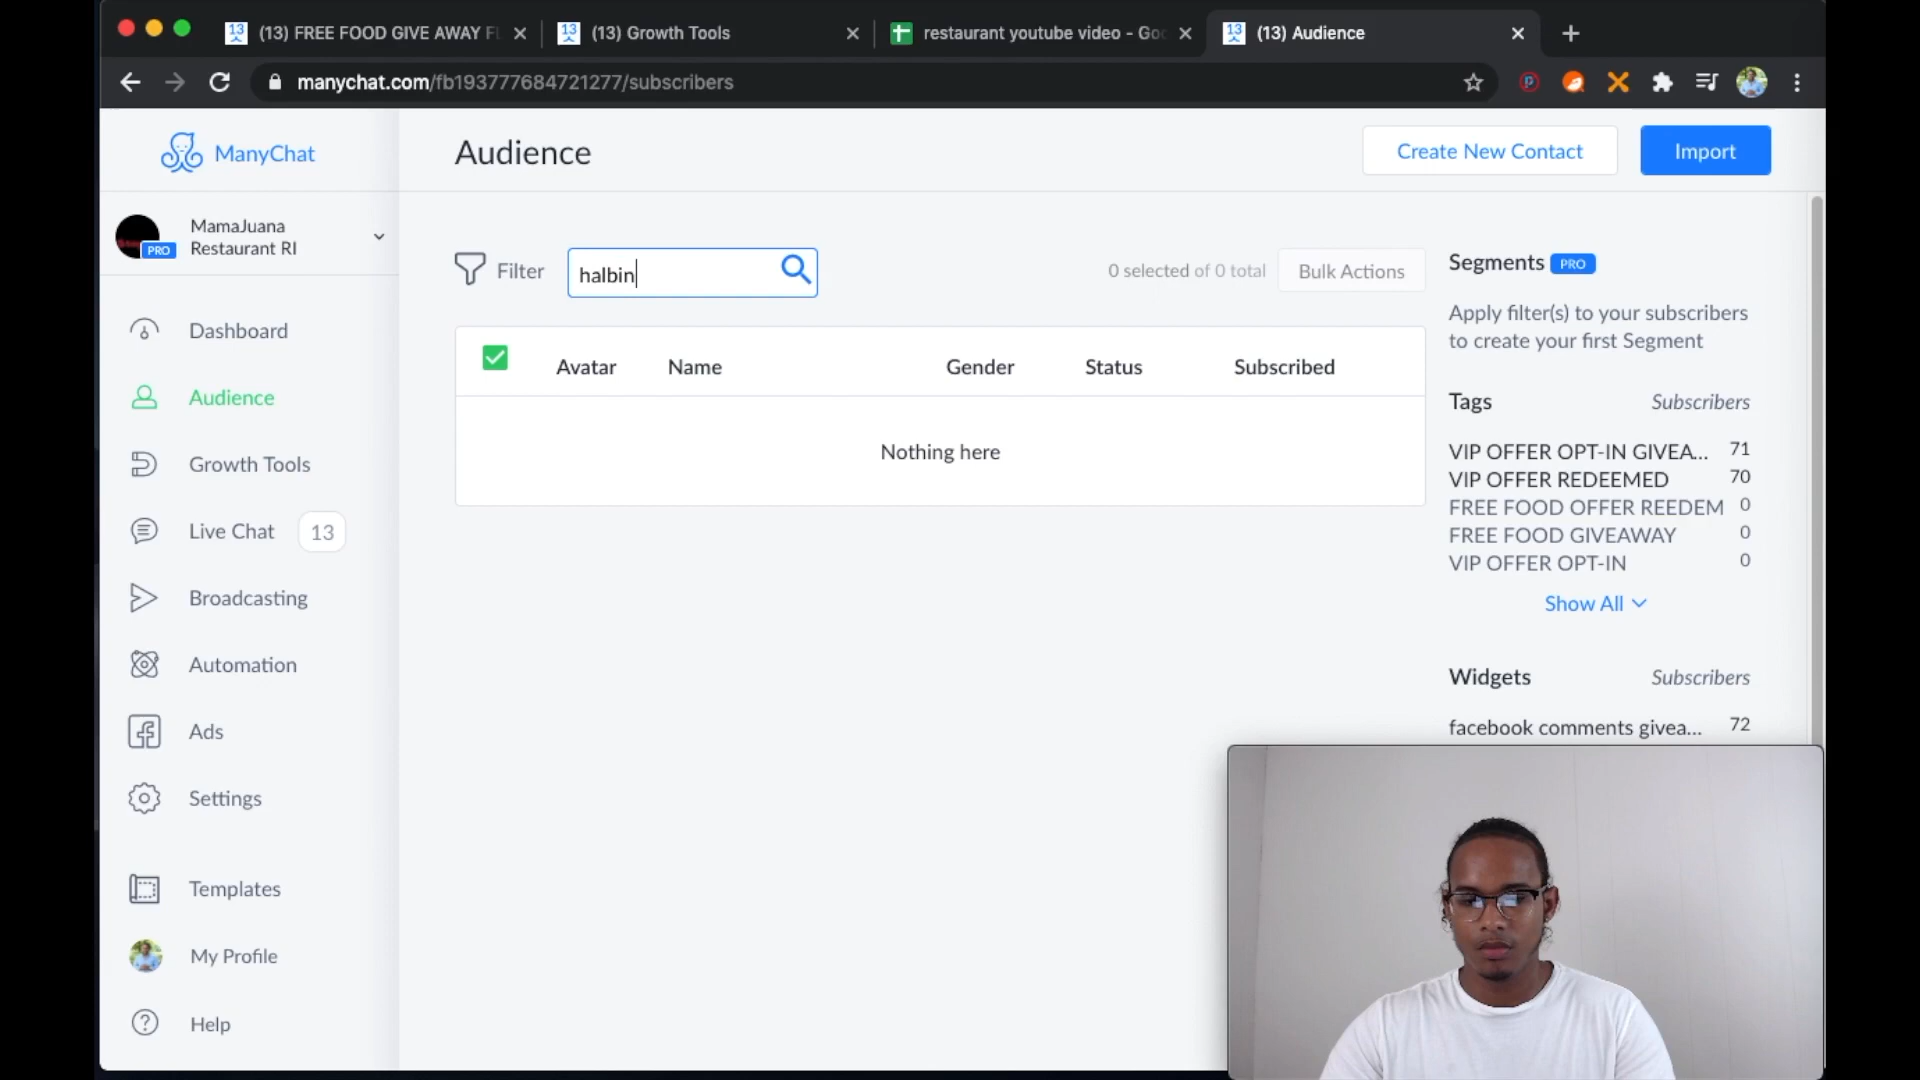 (13) FREE FOOD GIVE AWAY FL
(13) Growth Tools
restaurant youtube video - Goo
(13) Audience
manychat.com/fb193777684721277/subscribers
ManyChat
Audience
Create New Contact
Import
MamaJuana
Restaurant RI
PRO
Filter
halbin
0 selected of 0 total
Bulk Actions
Segments PRO
Apply filter(s) to your subscribers
to create your first Segment
Avatar Name Gender Status Subscribed
Nothing here
Tags Subscribers
VIP OFFER OPT-IN GIVEA... 71
VIP OFFER REDEEMED 70
FREE FOOD OFFER REEDEM 0
FREE FOOD GIVEAWAY 0
VIP OFFER OPT-IN 0
Show All
Widgets Subscribers
facebook comments givea... 72
Dashboard
Audience
Growth Tools
Live Chat 13
Broadcasting
Automation
Ads
Settings
Templates
My Profile
Help